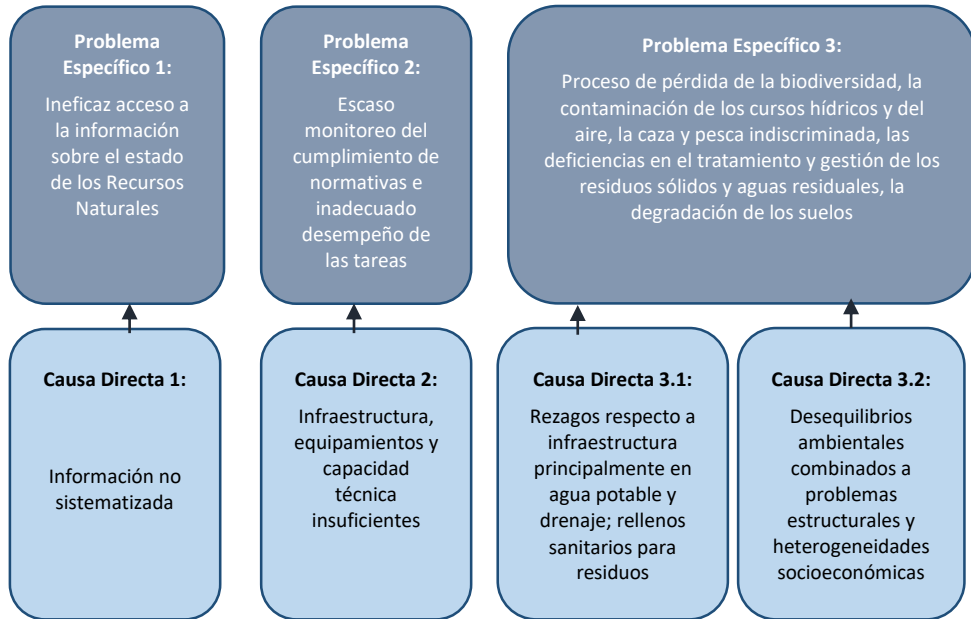 Problema
Específico 1:
Ineficaz acceso a
la información
sobre el estado
de los Recursos
Naturales
Problema
Específico 2:
Escaso
monitoreo del
cumplimiento de
normativas e
inadecuado
desempeño de
las tareas
Problema Específico 3:
Proceso de pérdida de la biodiversidad, la
contaminación de los cursos hídricos y del
aire, la caza y pesca indiscriminada, las
deficiencias en el tratamiento y gestión de los
residuos sólidos y aguas residuales, la
degradación de los suelos
Causa Directa 1:
Información no
sistematizada
Causa Directa 2:
Infraestructura,
equipamientos y
capacidad
técnica
insuficientes
Causa Directa 3.1:
Rezagos respecto a
infraestructura
principalmente en
agua potable y
drenaje; rellenos
sanitarios para
residuos
Causa Directa 3.2:
Desequilibrios
ambientales
combinados a
problemas
estructurales y
heterogeneidades
socioeconómicas